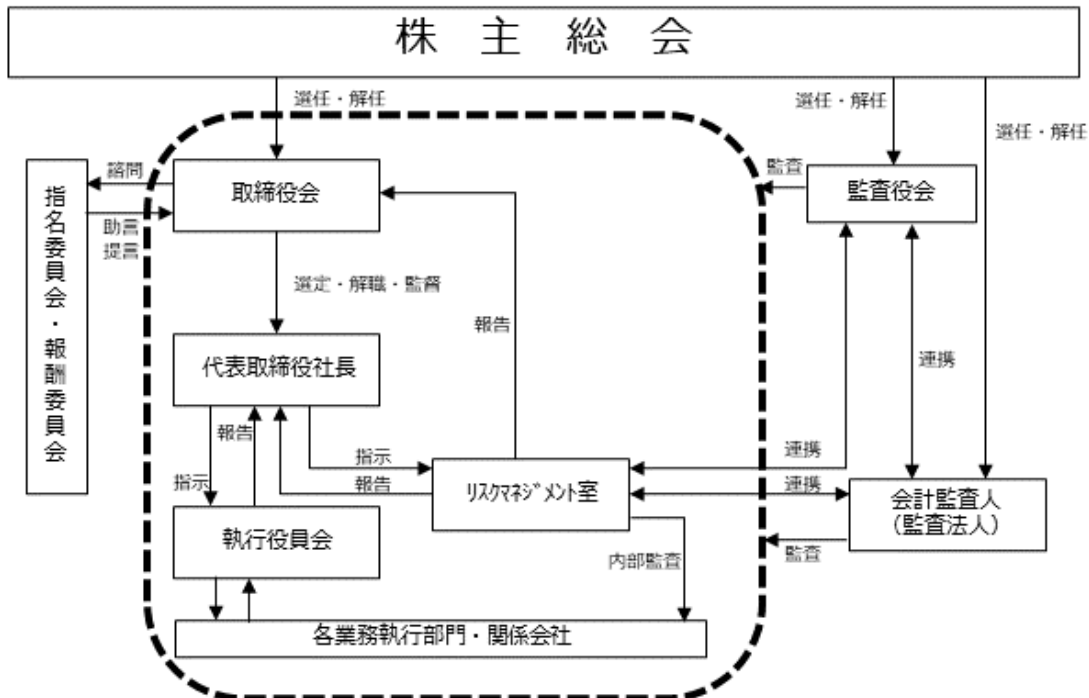 株 主 総 会
選任・解任
選任・解任
選任・解任
諮問
取締役会
監査
監査役会
助言
提言
指名委員会・報酬委員会
選定・解職・監督
報告
連携
代表取締役社長
報告
指示
連携
指示
報告
リスクマネジメント室
連携
会計監査人
(監査法人)
執行役員会
内部監査
監査
各業務執行部門・関係会社